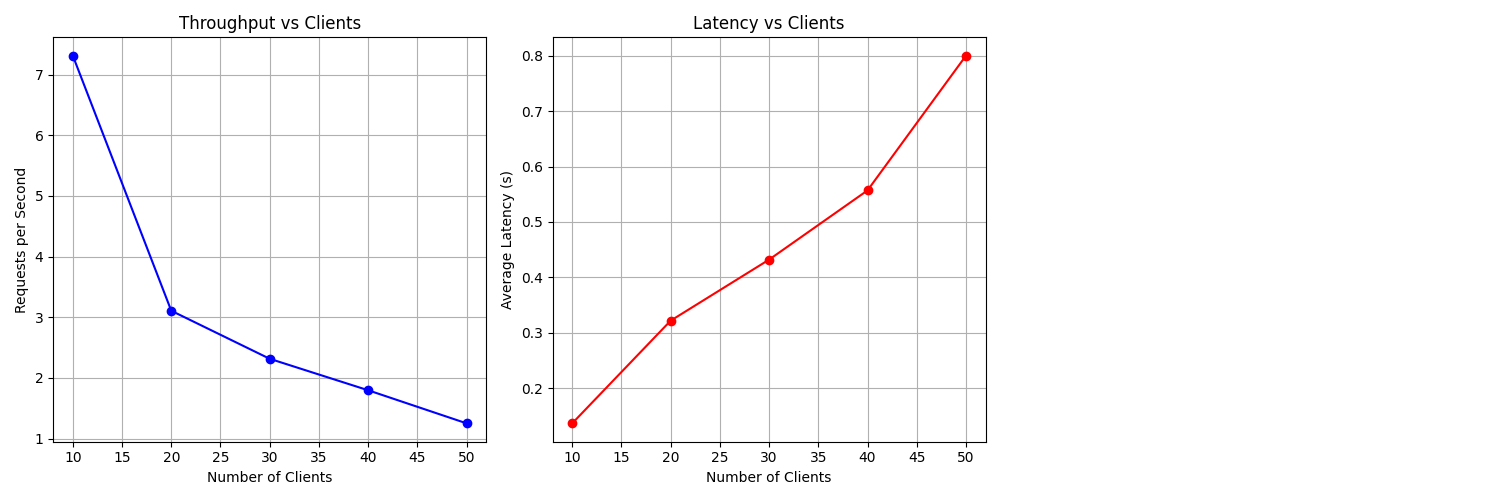 Throughput vs Clients
Requests per Second
7
6
5
4
3
2
1
10 15 20 25 30 35 40 45 50
Number of Clients
Latency vs Clients
Average Latency (s)
0.8
0.7
0.6
0.5
0.4
0.3
0.2
10 15 20 25 30 35 40 45 50
Number of Clients